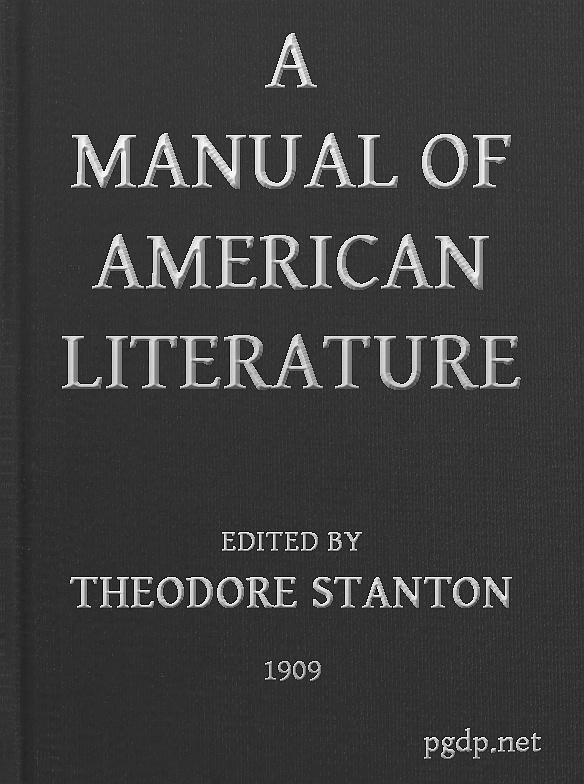 A
MANUAL OF
AMERICAN
LITERATURE
EDITED BY
THEODORE STANTON
1909
pgdp.net